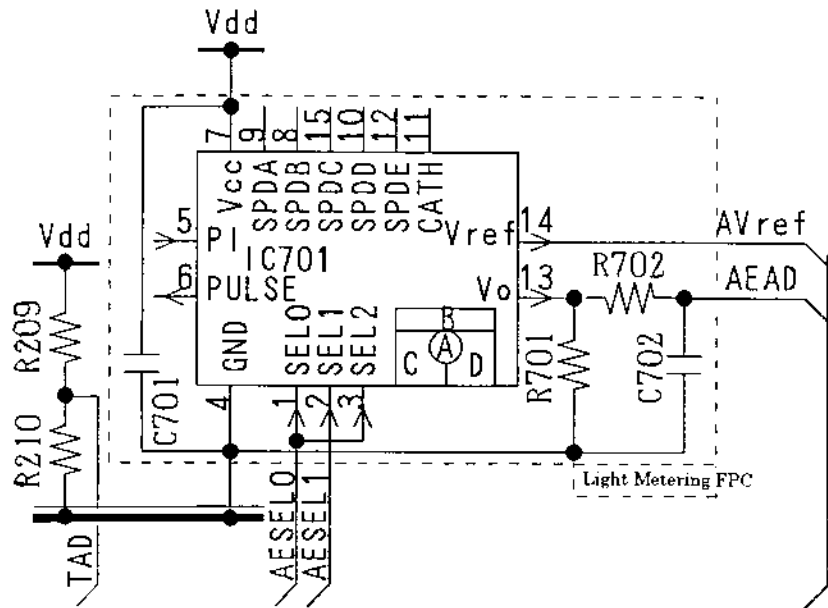 Vdd
7
9
8
15
10
12
11
Vcc
SPDA
SPDB
SPDC
SPDD
SPDE
CATH
5
PI
IC701
Vref
14
AVref
Vdd
6
PULSE
Vo
13
R702
AEAD
R209
GND
SEL0
SEL1
SEL2
B
A
C
D
R701
C702
C701
4
1
2
3
R210
Light Metering FPC
TAD
AESEL0
AESEL1